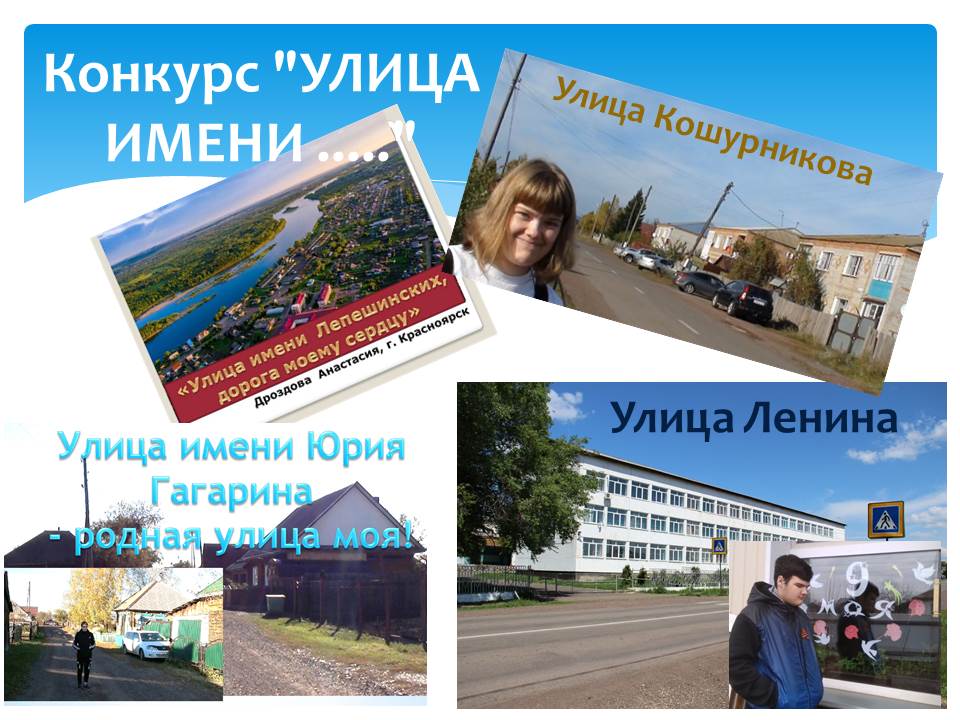 Конкурс "УЛИЦА
ИМЕНИ ....."
Улица Кошурникова
«Улица имени Лепешинских,
дорога моему сердцу»
Дроздова Анастасия, г. Красноярск
Улица имени Юрия
Гагарина
- родная улица моя!
Улица Ленина
9
МОЯ